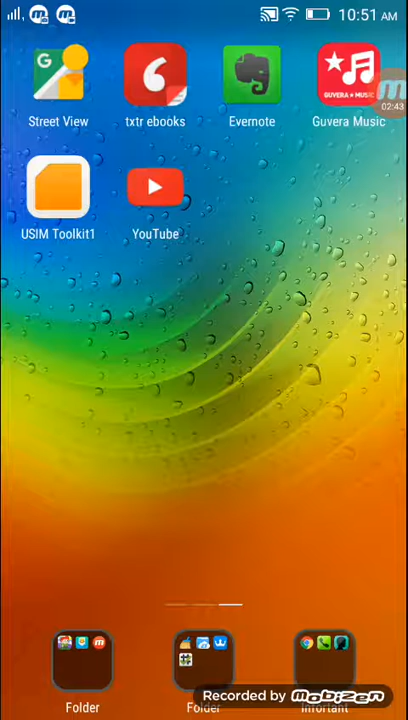 10:51 AM
Street View
txtr ebooks
Evernote
GUVERA MUSIC
Guvera Music
02:43
USIM Toolkit1
YouTube
Folder
Folder
Recorded by mobizen